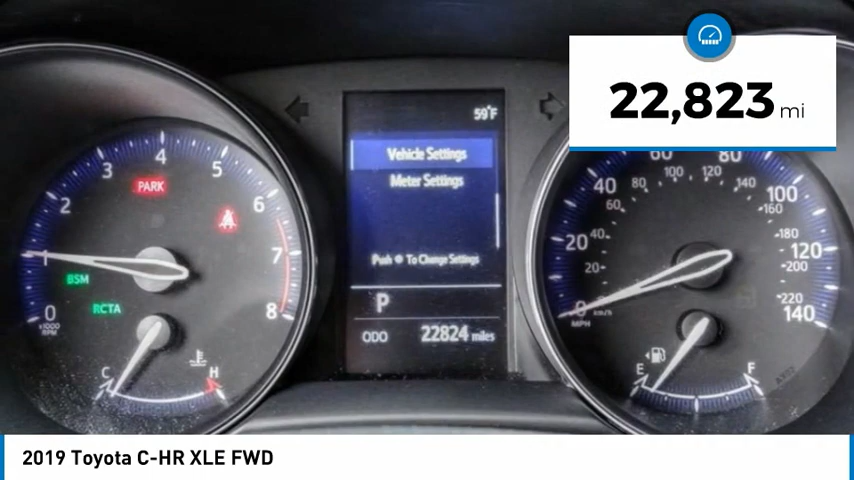 22,823 mi
59°F
Vehicle Settings
Meter Settings
Push To Change Settings
P
ODO 22824 miles
0 1 2 3 4 5 6 7 8
x1000
RPM
PARK
BSM
RCTA
C H
0 20 40 60 80 100 120 140
20 40 60 80 100 120 140 160 180 200 220
MPH
km/h
E F
2019 Toyota C-HR XLE FWD